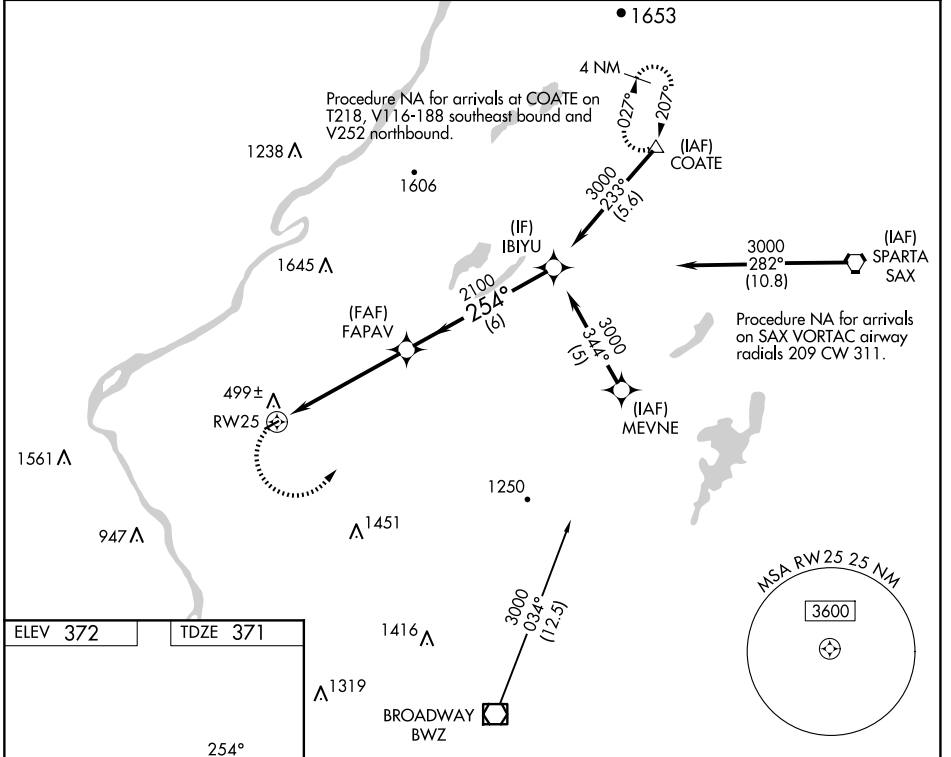 1653
4 NM
027°
207°
Procedure NA for arrivals at COATE on
T218, V116-188 southeast bound and
V252 northbound.
(IAF)
COATE
1238
1606
3000
233°
(5.6)
(IF)
IBIYU
3000
282°
(10.8)
(IAF)
SPARTA
SAX
1645
2100
254°
(6)
(FAF)
FAPAV
3000
344°
(5)
Procedure NA for arrivals
on SAX VORTAC airway
radials 209 CW 311.
499±
RW25
(IAF)
MEVNE
1561
1250
947
1451
3000
034°
(12.5)
MSA RW25 25 NM
3600
ELEV 372
TDZE 371
1416
1319
BROADWAY
BWZ
254°